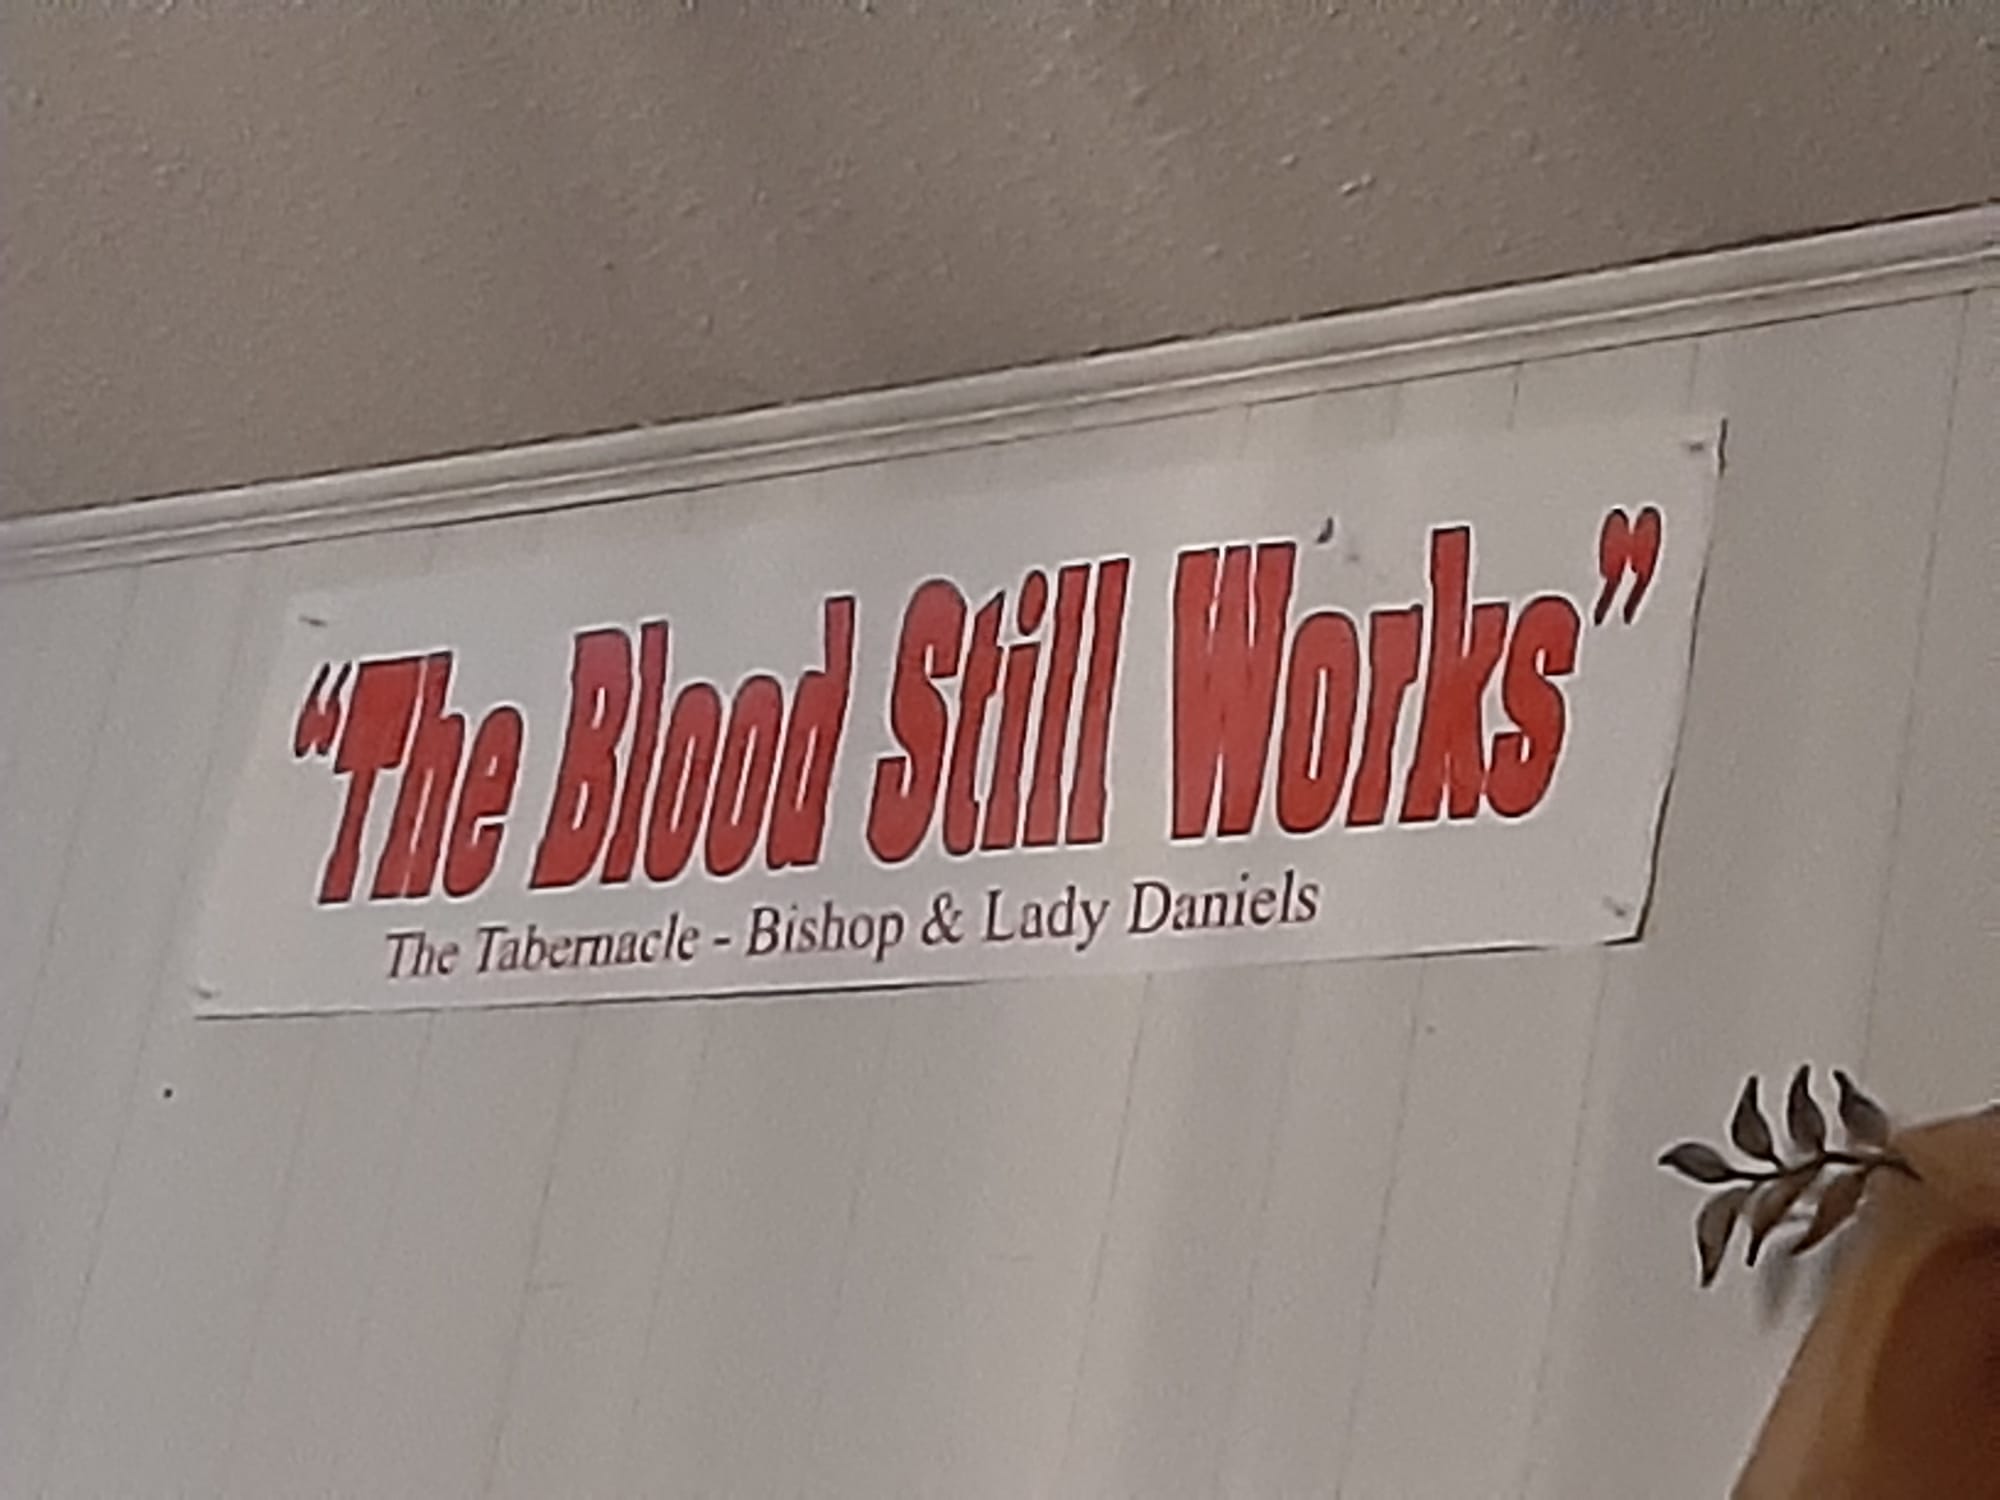 “The Blood Still Works”
The Tabernacle - Bishop & Lady Daniels